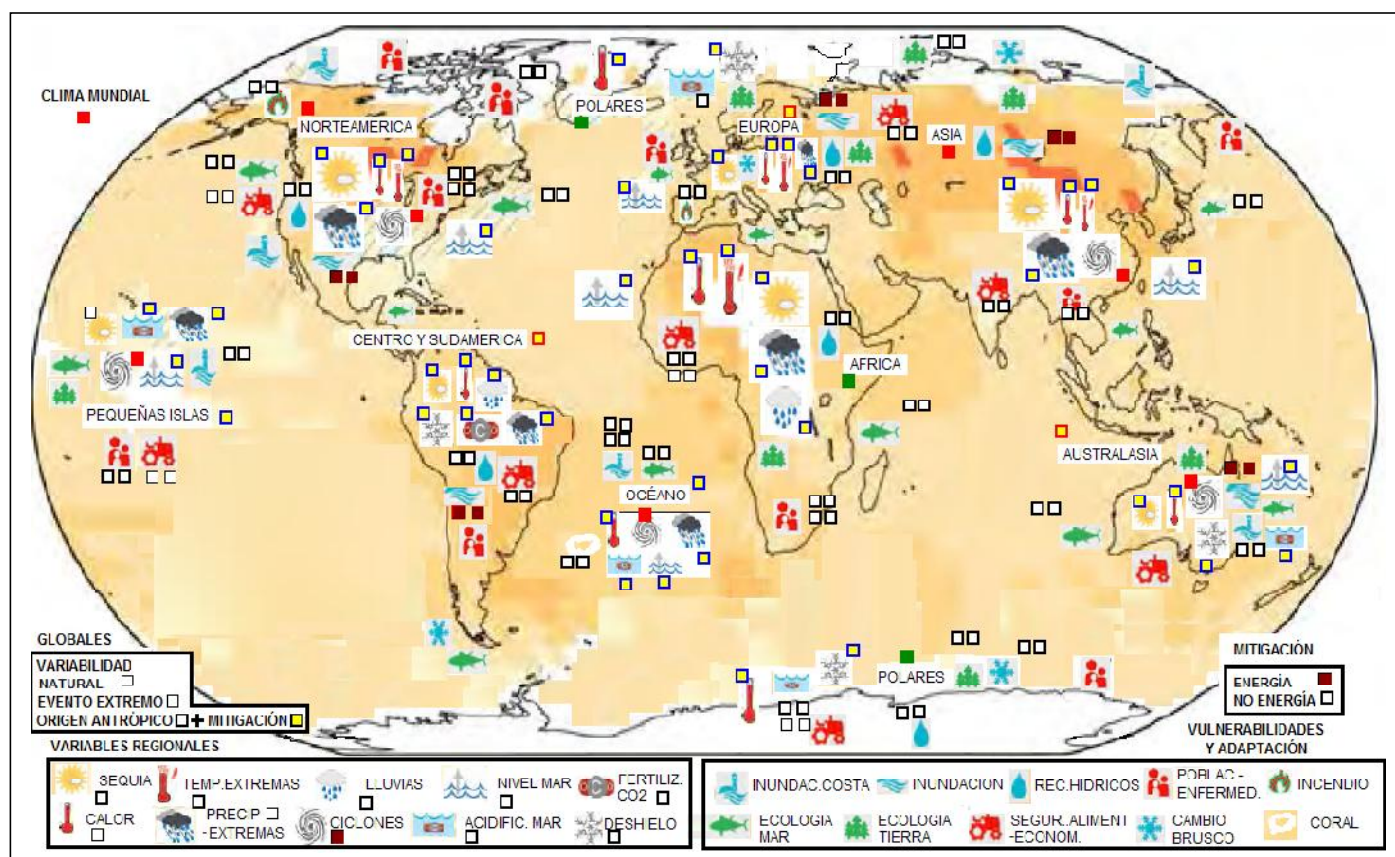 CLIMA MUNDIAL
POLARES
NORTEAMERICA
EUROPA
ASIA
CENTRO Y SUDAMERICA
AFRICA
PEQUEÑAS ISLAS
AUSTRALASIA
OCÉANO
POLARES
GLOBALES
VARIABILIDAD
NATURAL
EVENTO EXTREMO
ORIGEN ANTRÒPICO + MITIGACIÓN
MITIGACIÓN
ENERGÍA
NO ENERGÍA
VARIABLES REGIONALES
SEQUIA
TEMP.EXTREMAS
LLUVIAS
NIVEL MAR
FERTILIZ.
CO2
CALOR
PRECIP
-EXTREMAS
CICLONES
ACIDIFIC. MAR
DESHIELO
VULNERABILIDADES
Y ADAPTACIÓN
INUNDAC.COSTA
INUNDACION
REC.HIDRICOS
POBLAC.-
ENFERMED.
INCENDIO
ECOLOGIA
MAR
ECOLOGIA
TIERRA
SEGUR..ALIMENT
-ECONOM.
CAMBIO
BRUSCO
CORAL